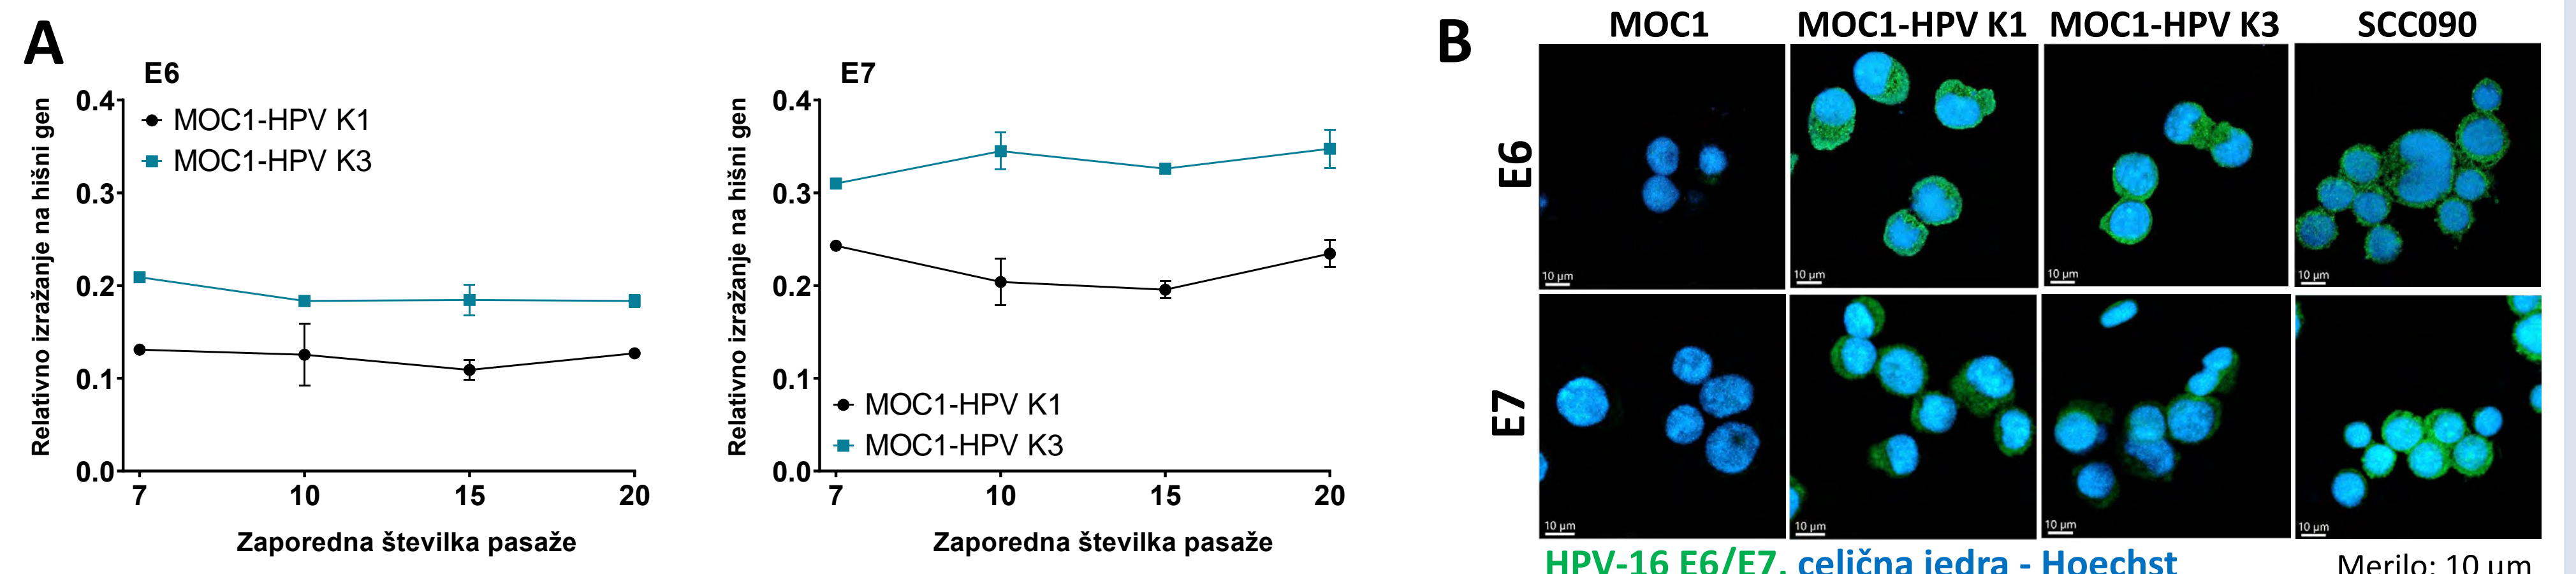 A
E6
MOC1-HPV K1
MOC1-HPV K3
Relativno izražanje na hišni gen
0.4
0.3
0.2
0.1
0.0
7 10 15 20
Zaporedna številka pasaže
E7
MOC1-HPV K1
MOC1-HPV K3
Relativno izražanje na hišni gen
0.4
0.3
0.2
0.1
0.0
7 10 15 20
Zaporedna številka pasaže
B
MOC1 MOC1-HPV K1 MOC1-HPV K3 SCC090
E6
10 µm 10 µm 10 µm 10 µm
E7
10 µm 10 µm 10 µm 10 µm
HPV-16 E6/E7, celična jedra - Hoechst Merilo: 10 µm